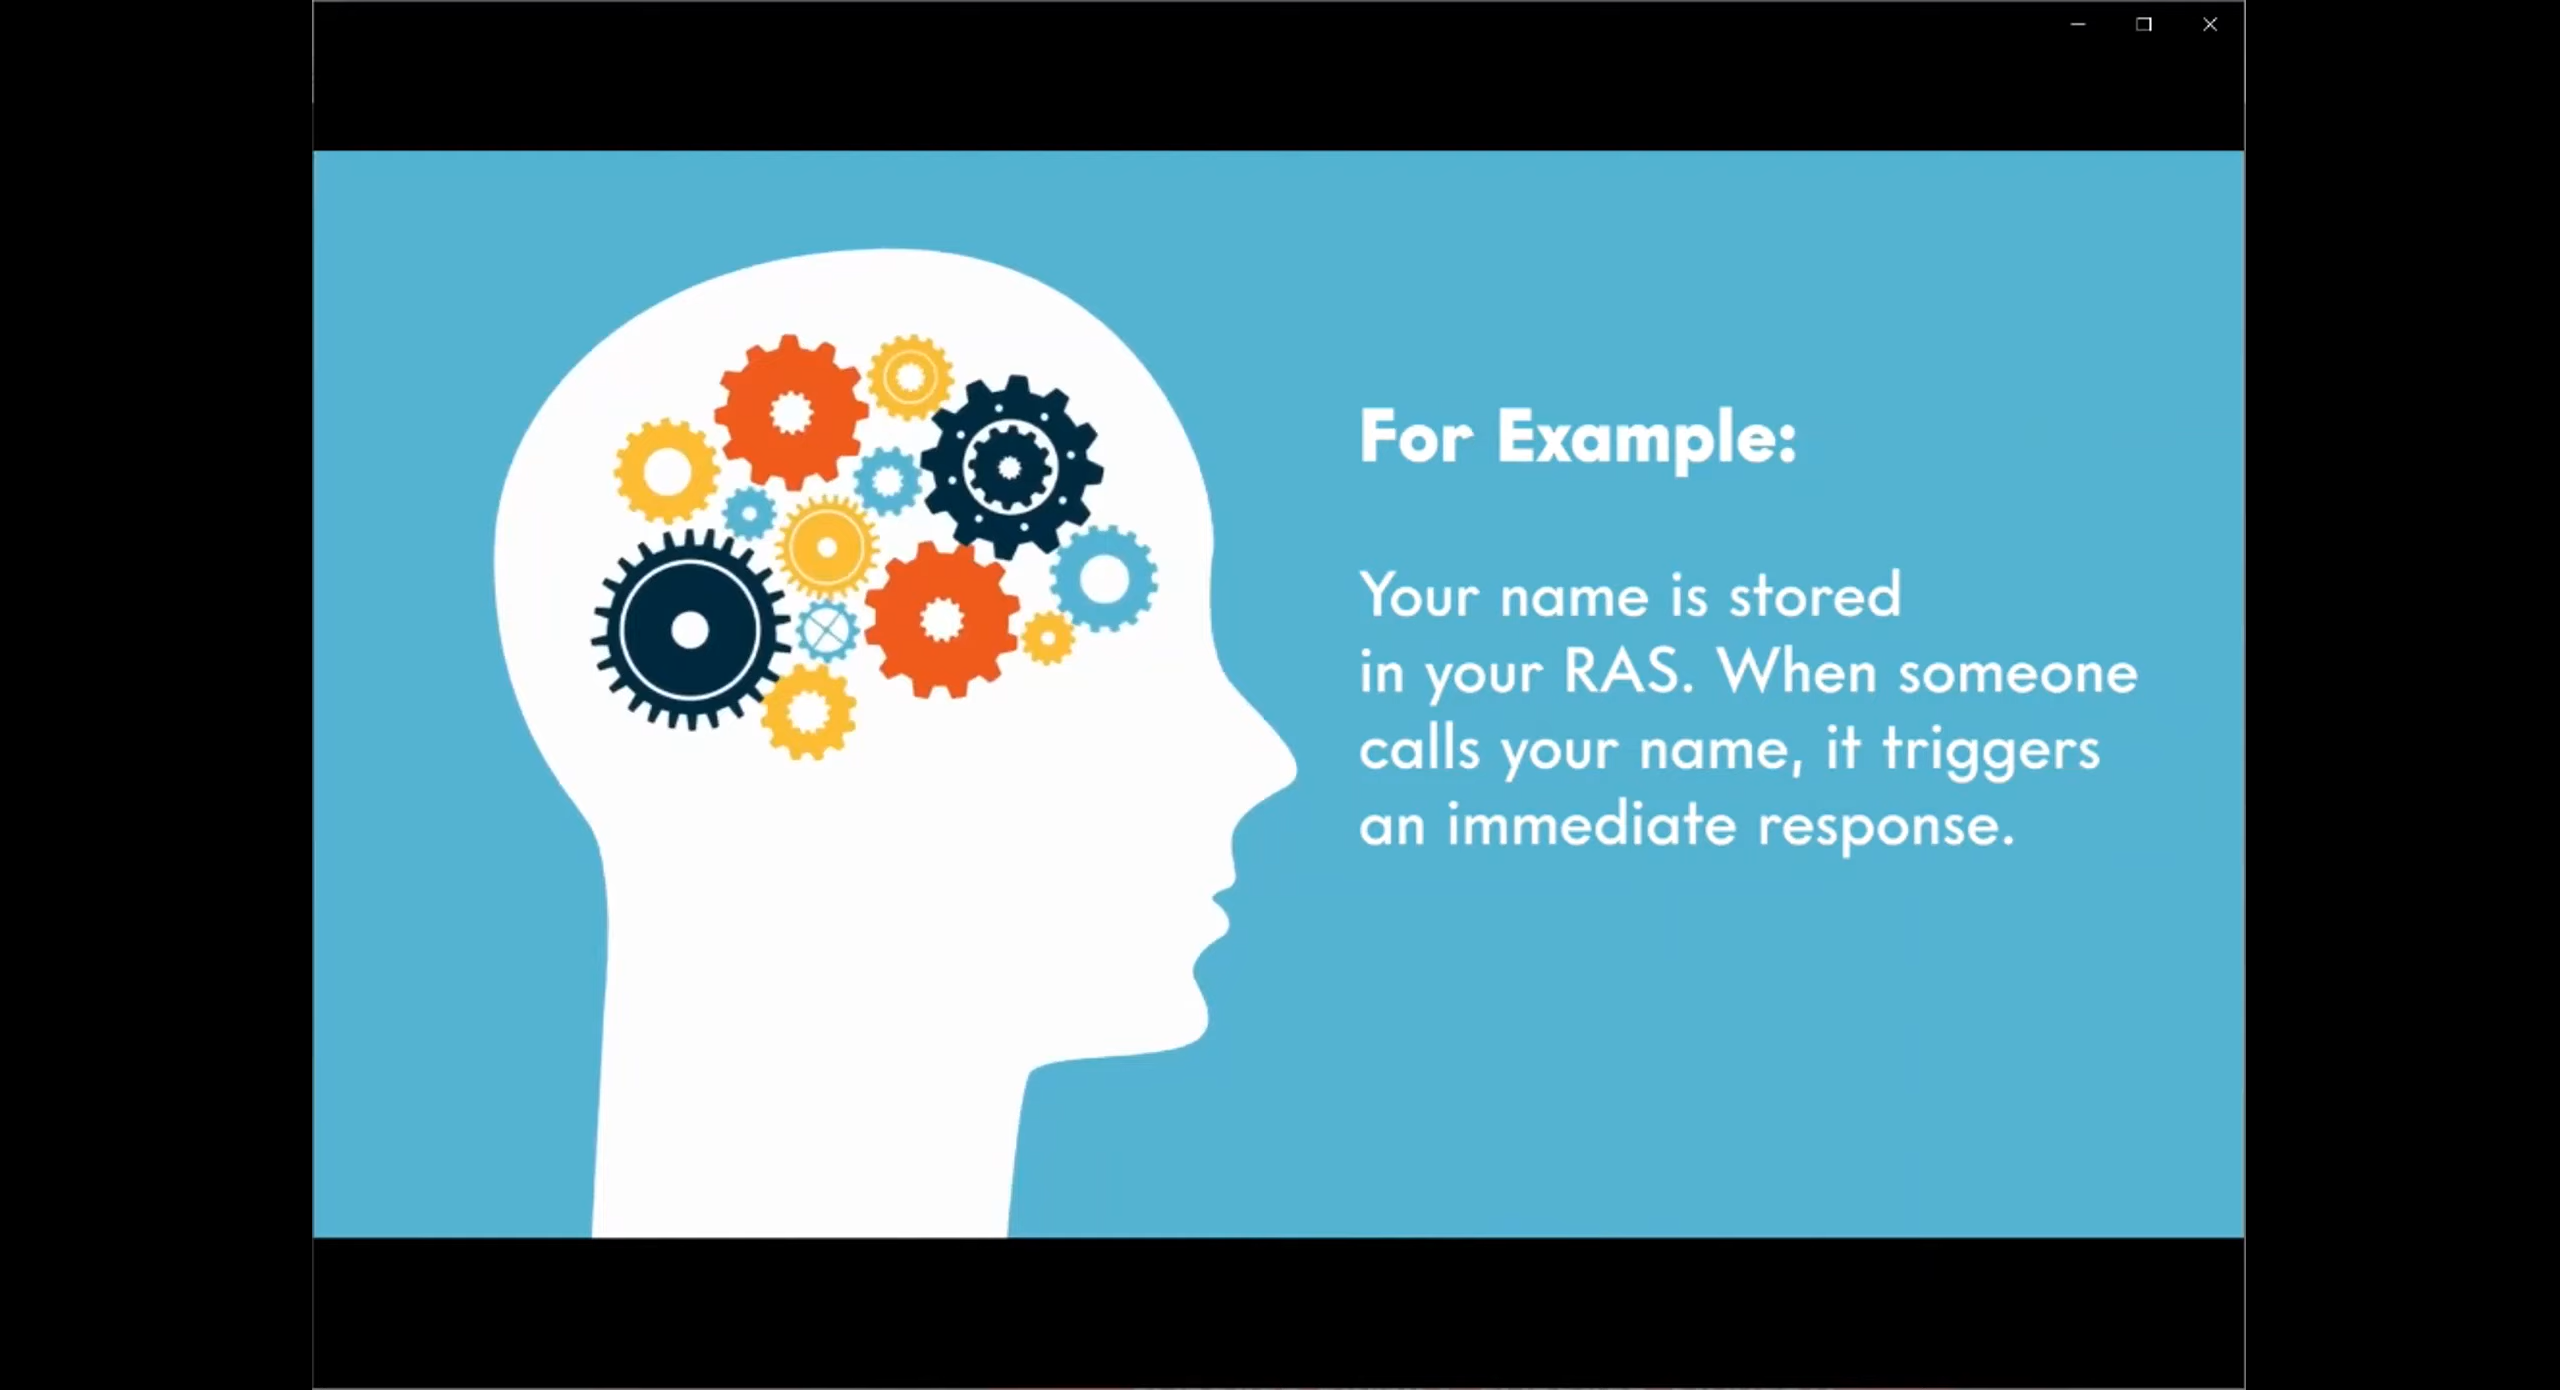 For Example:
Your name is stored
in your RAS. When someone
calls your name, it triggers
an immediate response.